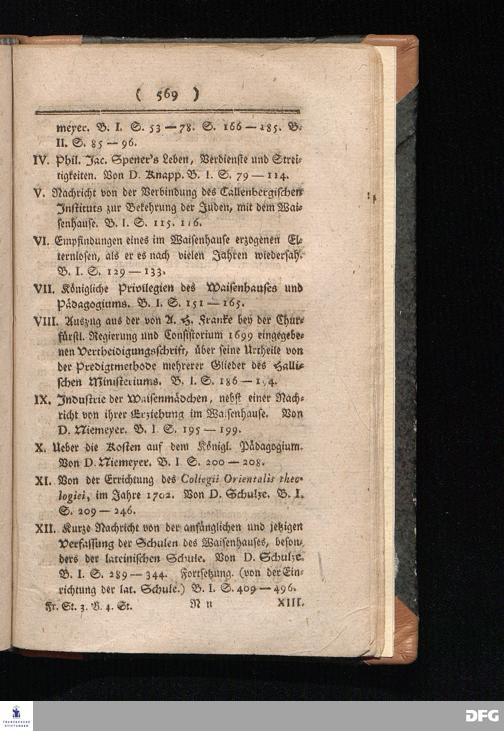 ( 569 )
meyer. B. I. S. 53 — 78. S. 166 — 185. B.
II. S. 85 — 96.
IV. Phil. Jac. Spener's Leben, Verdienste und Strei-
tigkeiten. Von D. Knapp. B. I. S. 79 — 114.
V. Nachricht von der Verbindung des Callenbergischen
Instituts zur Bekehrung der Juden, mit dem Wai-
senhause. B. I. S. 115. 116.
VI. Empfindungen eines im Waisenhause erzogenen El-
ternlosen, als er es nach vielen Jahren wiedersah.
B. I. S. 129 — 133.
VII. Königliche Privilegien des Waisenhauses und
Pädagogiums. B. I. S. 151 — 165.
VIII. Auszug aus der von A. H. Franke bey der Chur-
fürstl. Regierung und Consistorium 1699 eingegebe-
nen Vertheidigungsschrift, über seine Urtheile von
der Predigtmethode mehrerer Glieder des Halli-
schen Ministeriums. B. I. S. 186 — 194.
IX. Industrie der Waisenmädchen, nebst einer Nach-
richt von ihrer Erziehung im Waisenhause. Von
D. Niemeyer. B. I. S. 195 — 199.
X. Ueber die Kosten auf dem Königl. Pädagogium.
Von D. Niemeyer. B. I. S. 200 — 208.
XI. Von der Errichtung des Collegii Orientalis theo-
logici, im Jahre 1702. Von D. Schulze. B. I.
S. 209 — 246.
XII. Kurze Nachricht von der anfänglichen und jetzigen
Verfassung der Schulen des Waisenhauses, beson-
ders der lateinischen Schule. Von D. Schulze.
B. I. S. 289 — 344. Fortsetzung. (von der Ein-
richtung der lat. Schule.) B. I. S. 409 — 496.
Fr. St. 3. B. 4. St. N n XIII.
FRANCKESCHE
STIFTUNGEN
DFG